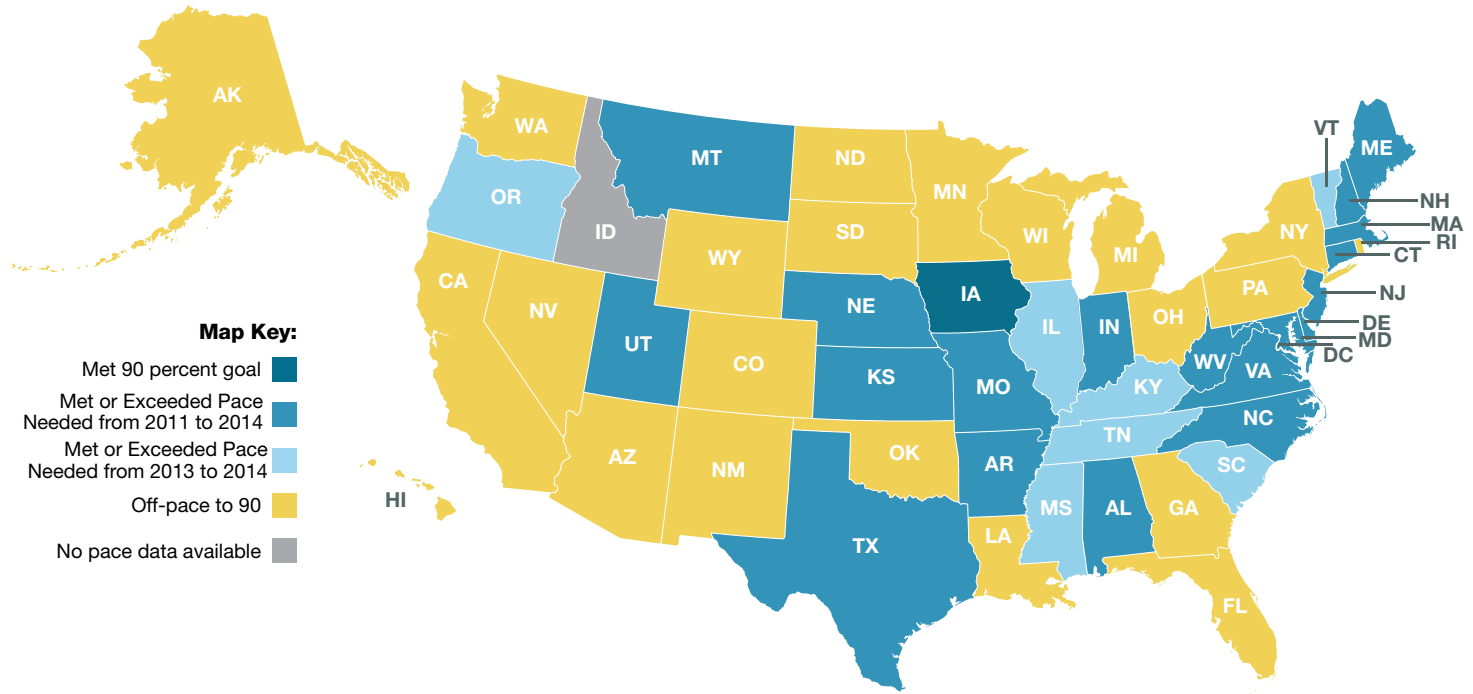 AK
WA
MT
ND
MN
VT
ME
OR
ID
WY
SD
WI
MI
NY
NH
MA
RI
CT
CA
NV
UT
CO
NE
IA
IL
IN
OH
PA
NJ
DE
MD
DC
KS
MO
KY
WV
VA
NC
AZ
NM
OK
AR
TN
SC
HI
TX
LA
MS
AL
GA
FL
Map Key:
Met 90 percent goal
Met or Exceeded Pace
Needed from 2011 to 2014
Met or Exceeded Pace
Needed from 2013 to 2014
Off-pace to 90
No pace data available